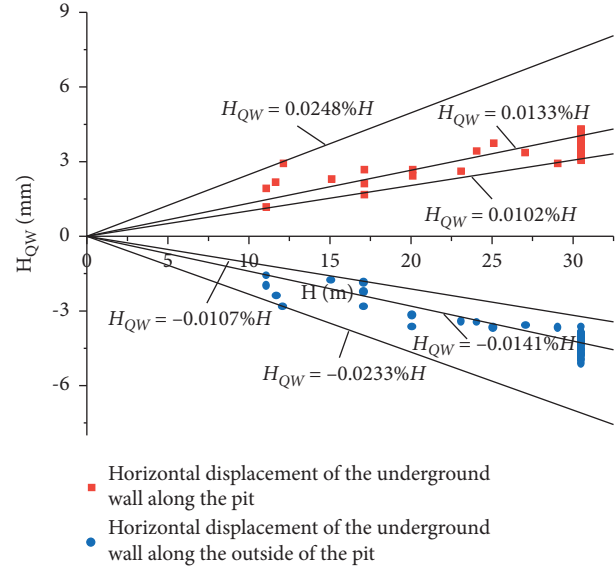 9
6
3
0
-3
-6
H_QW (mm)
0
5
10
15
20
25
30
H (m)
H_QW = 0.0248%H
H_QW = 0.0133%H
H_QW = 0.0102%H
H_QW = –0.0107%H
H_QW = –0.0141%H
H_QW = –0.0233%H
Horizontal displacement of the underground
wall along the pit
Horizontal displacement of the underground
wall along the outside of the pit